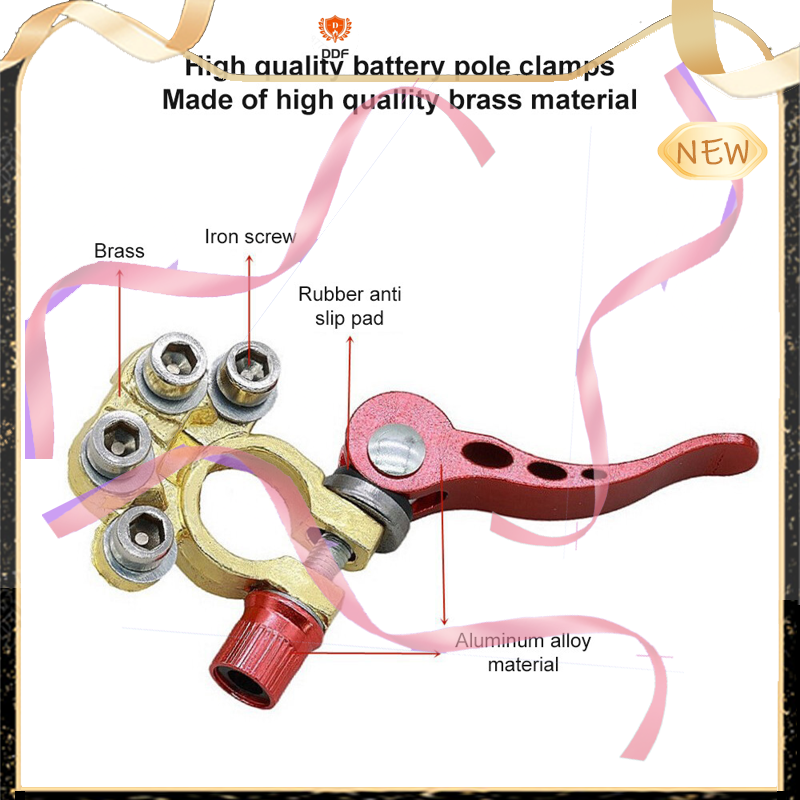 DDF
High quality battery pole clamps
Made of high quallity brass material
NEW
Iron screw
Brass
Rubber anti
slip pad
Aluminum alloy
material